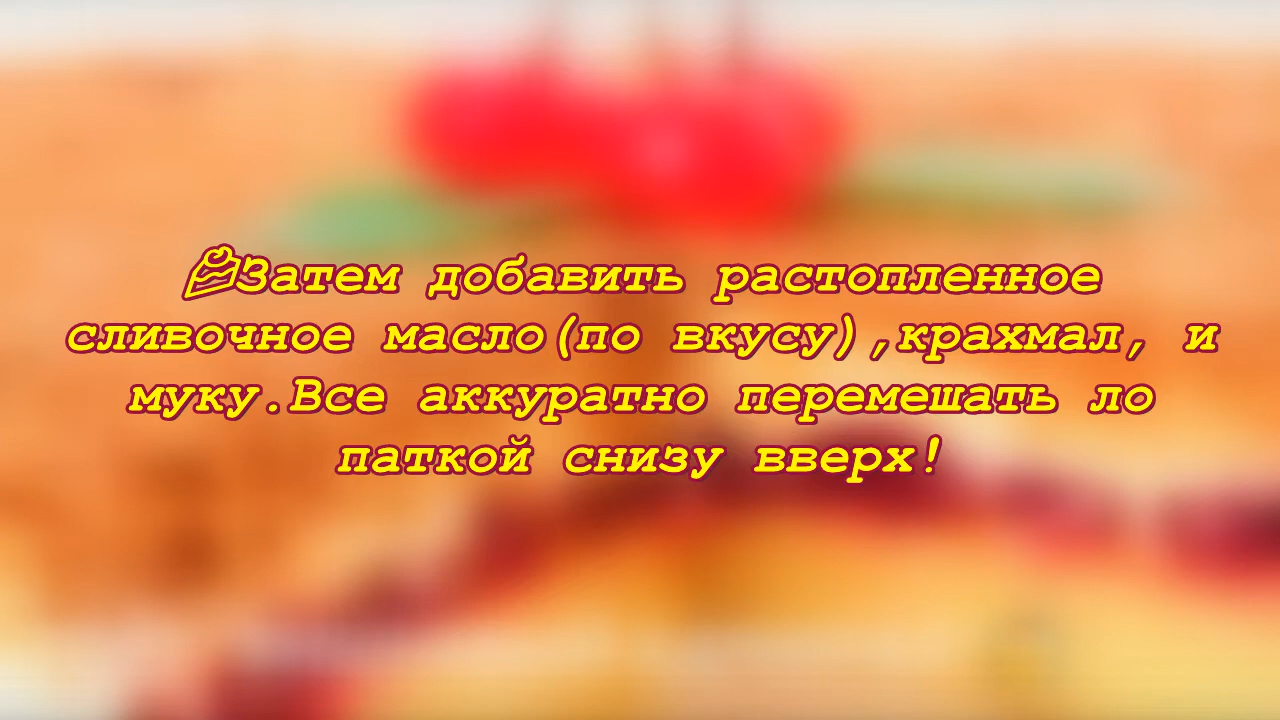 🍰Затем добавить растопленное
сливочное масло(по вкусу),крахмал, и
муку.Все аккуратно перемешать ло
паткой снизу вверх!